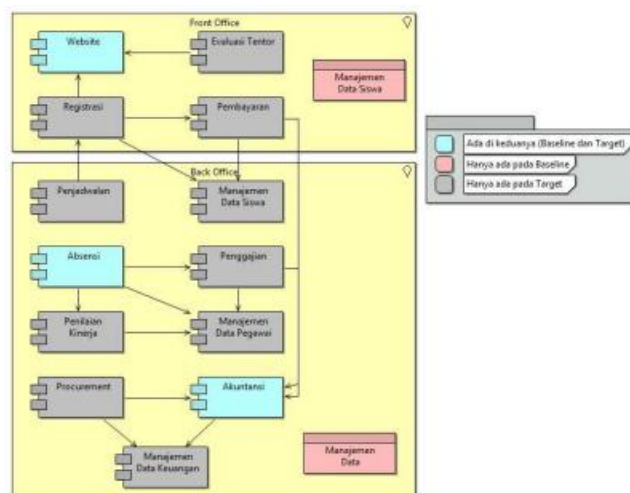 Front Office
Website
Evaluasi Tentor
Manajemen
Data Siswa
Registrasi
Pembayaran
Back Office
Penjadwalan
Manajemen
Data Siswa
Absensi
Penggajian
Penilaian
Kinerja
Manajemen
Data Pegawai
Procurement
Akuntansi
Manajemen
Data Keuangan
Manajemen
Data
Ada di keduanya (Baseline dan Target)
Hanya ada pada Baseline
Hanya ada pada Target